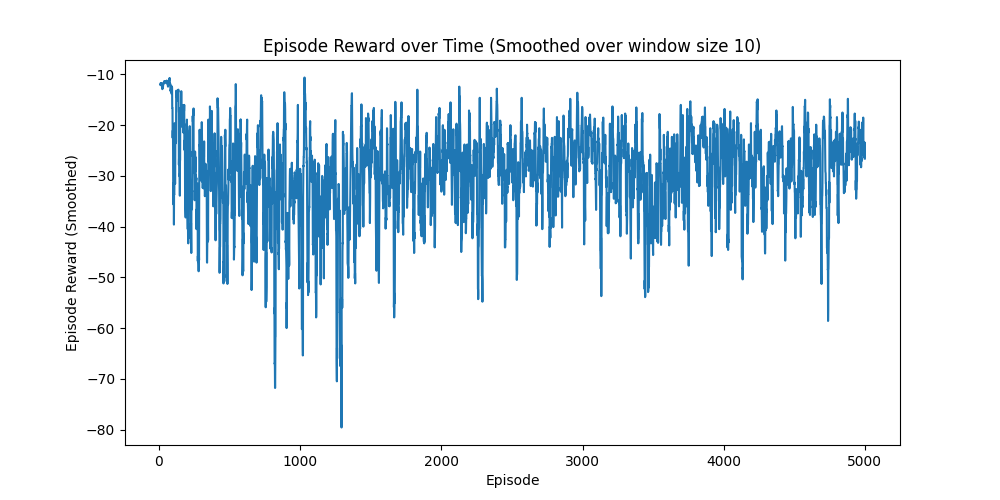 Episode Reward over Time (Smoothed over window size 10)
Episode Reward (Smoothed)
−10
−20
−30
−40
−50
−60
−70
−80
0 1000 2000 3000 4000 5000
Episode